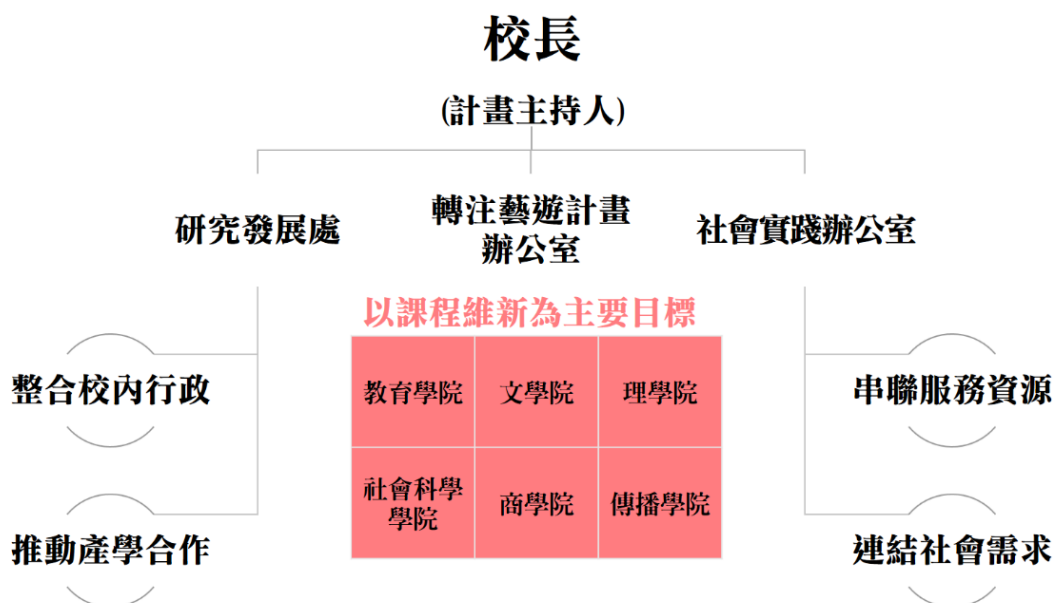 校長
(計畫主持人)
研究發展處
轉注藝遊計畫
辦公室
社會實踐辦公室
以課程維新為主要目標
教育學院
文學院
理學院
社會科學
學院
商學院
傳播學院
整合校內行政
推動產學合作
串聯服務資源
連結社會需求